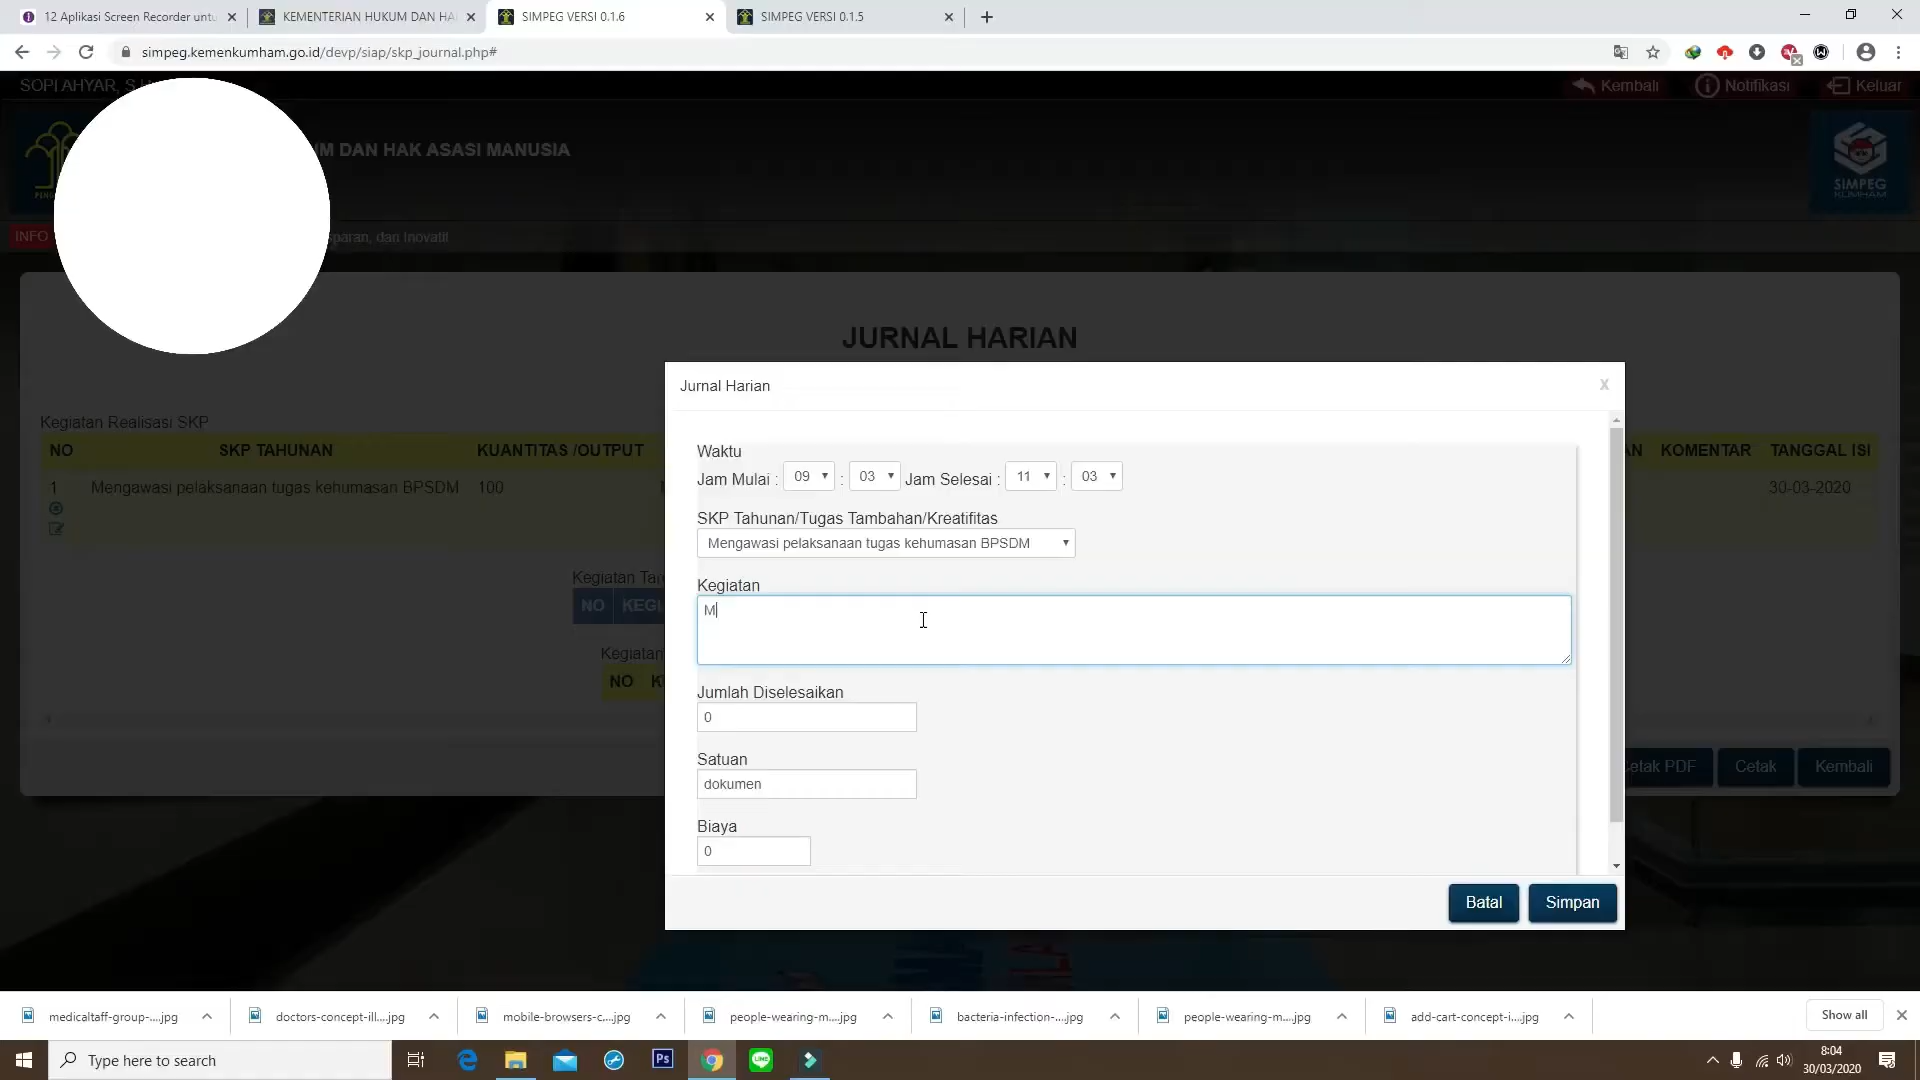 12 Aplikasi Screen Recorder untu
KEMENTERIAN HUKUM DAN HA
SIMPEG VERSI 0.1.6
SIMPEG VERSI 0.1.5
simpeg.kemenkumham.go.id/devp/siap/skp_journal.php#
SOPI AHYAR, S.
Kembali
Notifikasi
Keluar
M DAN HAK ASASI MANUSIA
SIMPEG
KUMHAM
INFO
paran, dan Inovatif
JURNAL HARIAN
Jurnal Harian
X
Kegiatan Realisasi SKP
NO
SKP TAHUNAN
KUANTITAS /OUTPUT
AN
KOMENTAR
TANGGAL ISI
1
Mengawasi pelaksanaan tugas kehumasan BPSDM
100
30-03-2020
Waktu
Jam Mulai : 09 : 03 Jam Selesai : 11 : 03
SKP Tahunan/Tugas Tambahan/Kreatifitas
Mengawasi pelaksanaan tugas kehumasan BPSDM
Kegiatan Ta
NO
KEGI
Kegiatan
M
Kegiatan
NO
K
Jumlah Diselesaikan
0
Satuan
dokumen
Biaya
0
Cetak PDF
Cetak
Kembali
Batal
Simpan
medicaltaff-group-....jpg
doctors-concept-ill....jpg
mobile-browsers-c....jpg
people-wearing-m....jpg
bacteria-infection-....jpg
people-wearing-m....jpg
add-cart-concept-i....jpg
Show all
Type here to search
Ps
LINE
8:04
30/03/2020